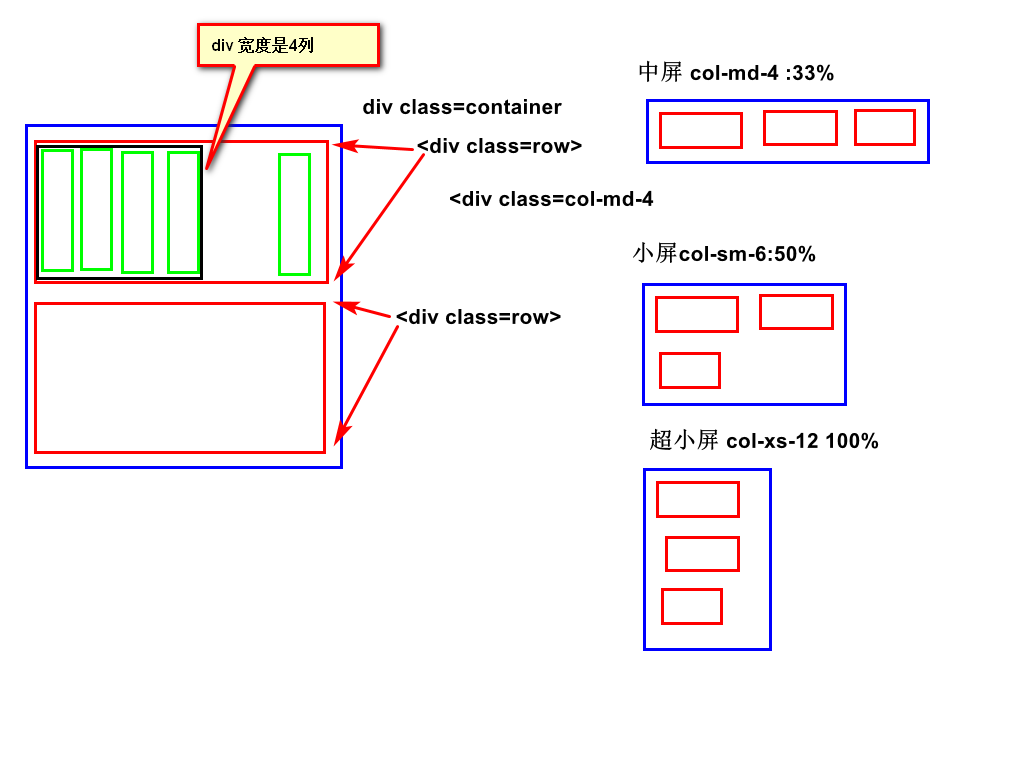 div 宽度是4列
div class=container
<div class=row>
<div class=col-md-4
<div class=row>
中屏 col-md-4 :33%
小屏col-sm-6:50%
超小屏 col-xs-12 100%